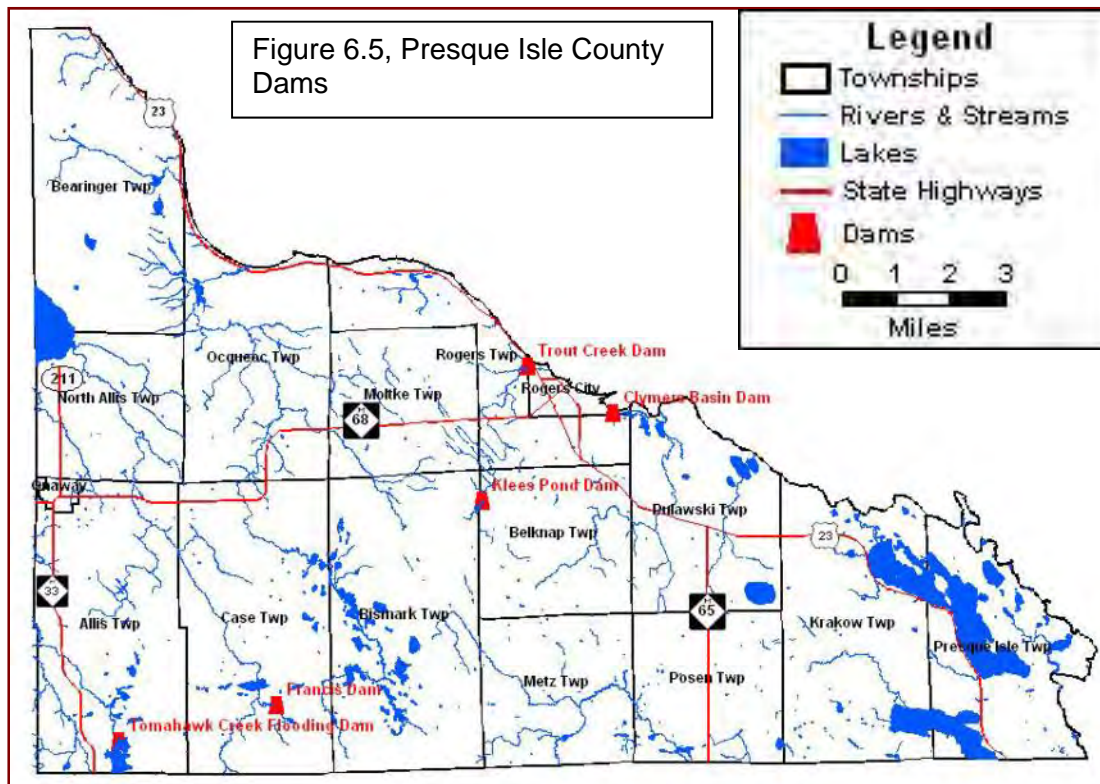 Figure 6.5, Presque Isle County
Dams
Legend
Townships
Rivers & Streams
Lakes
State Highways
Dams
0 1 2 3
Miles
23
Bearinger Twp
Ocqueoc Twp
Rogers Twp
Trout Creek Dam
Rogers City
211
North Allis Twp
Moltke Twp
M
68
Clymers Basin Dam
Onaway
Klees Pond Dam
Pulawski Twp
Belknap Twp
23
M
33
Allis Twp
Case Twp
Bismark Twp
M
65
Krakow Twp
Presque Isle Twp
Metz Twp
Posen Twp
Francis Dam
Tomahawk Creek Flooding Dam